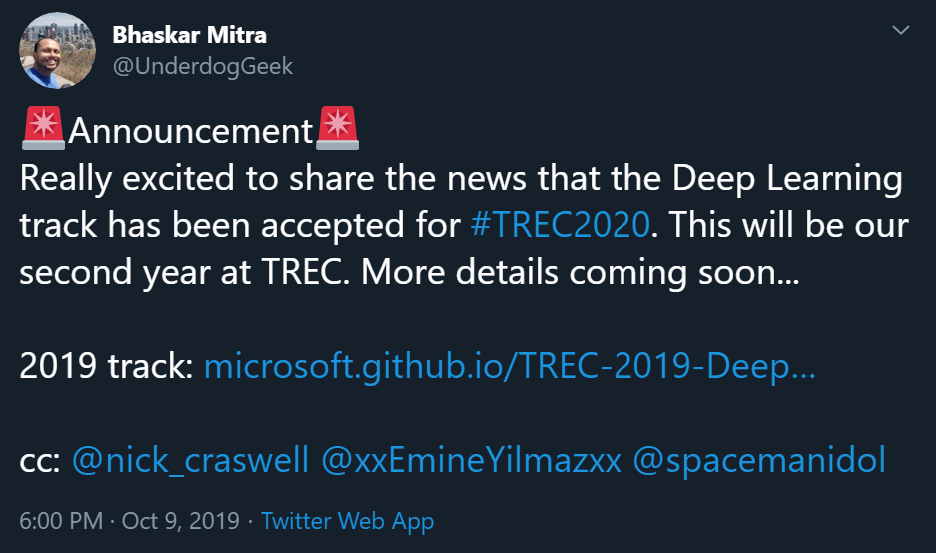 Bhaskar Mitra
@UnderdogGeek
🚨Announcement🚨
Really excited to share the news that the Deep Learning
track has been accepted for #TREC2020. This will be our
second year at TREC. More details coming soon...
2019 track: microsoft.github.io/TREC-2019-Deep...
cc: @nick_craswell @xxEmineYilmazxx @spacemanidol
6:00 PM · Oct 9, 2019 · Twitter Web App